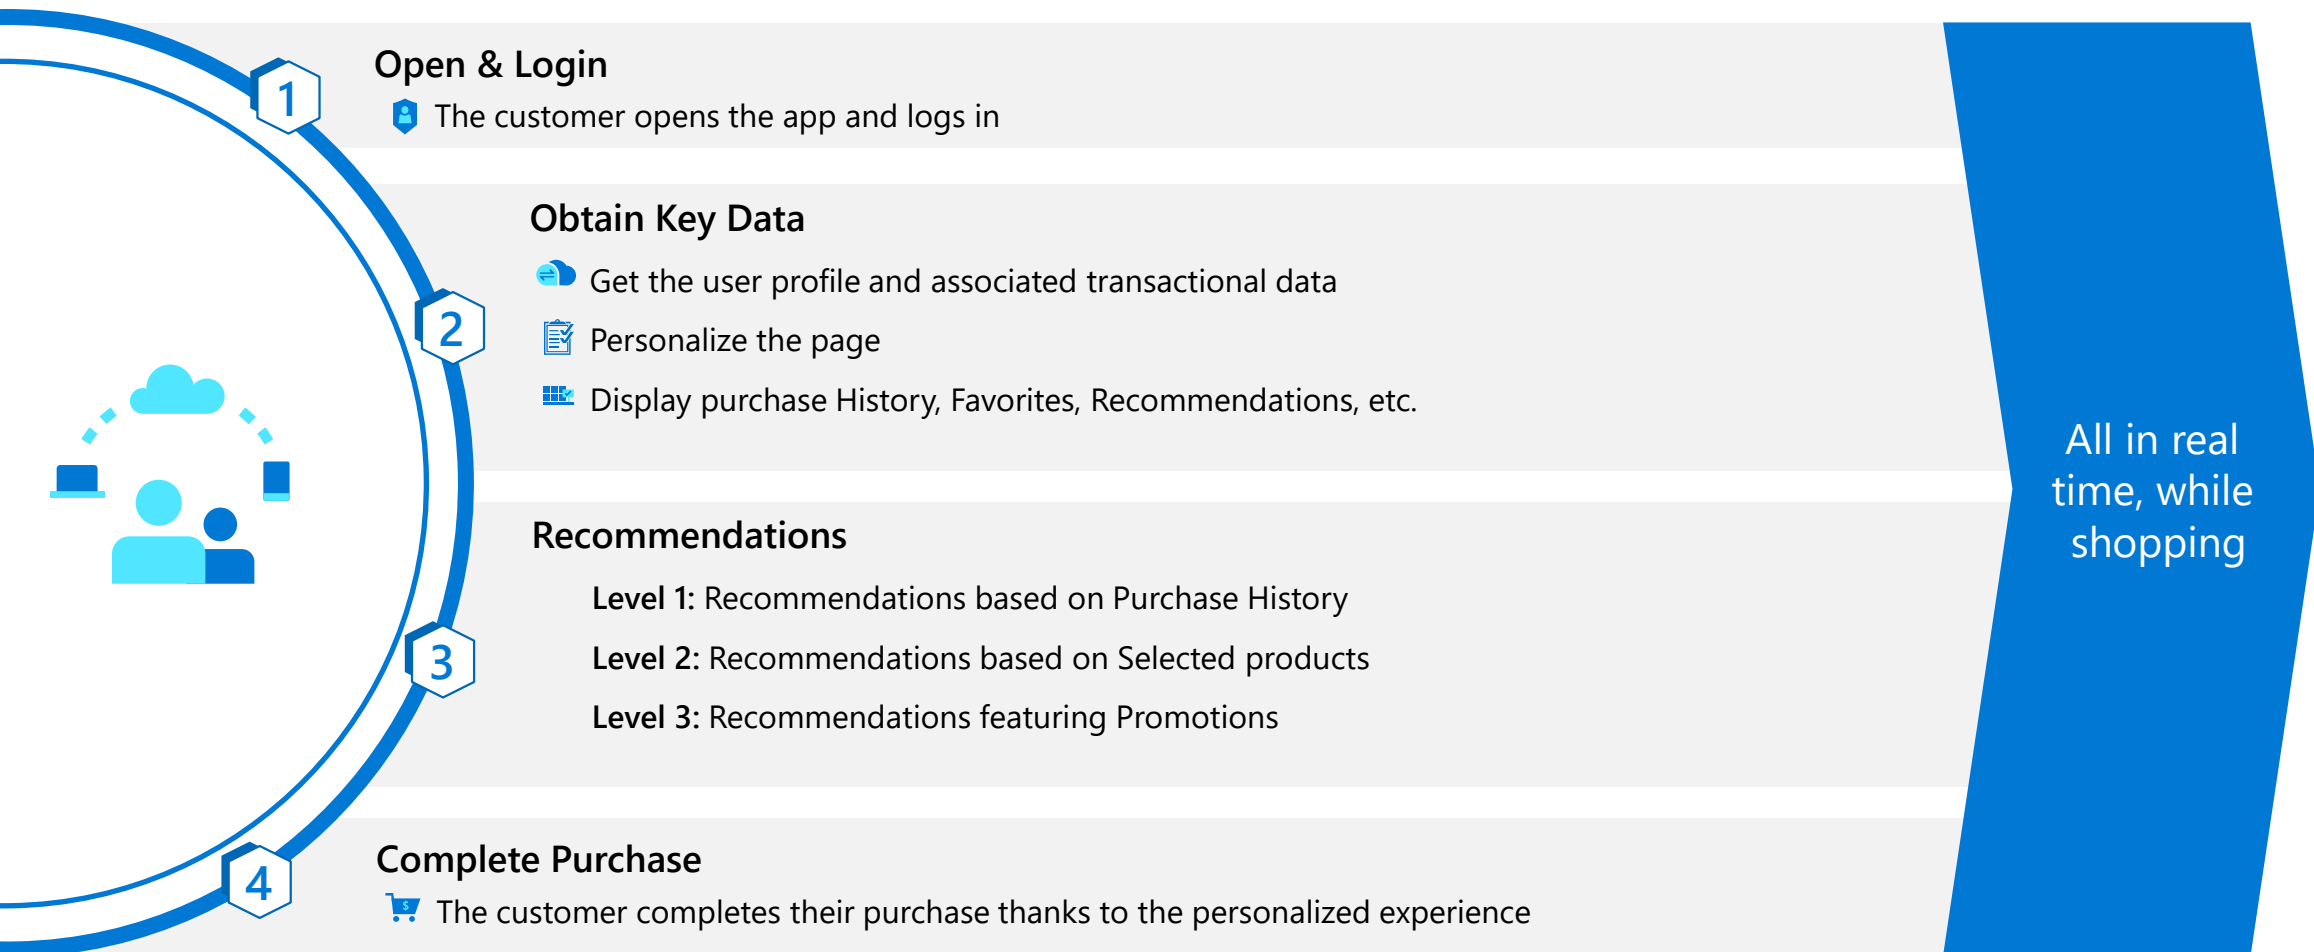 1
Open & Login
The customer opens the app and logs in
2
Obtain Key Data
Get the user profile and associated transactional data
Personalize the page
Display purchase History, Favorites, Recommendations, etc.
3
Recommendations
Level 1: Recommendations based on Purchase History
Level 2: Recommendations based on Selected products
Level 3: Recommendations featuring Promotions
4
Complete Purchase
$
The customer completes their purchase thanks to the personalized experience
All in real
time, while
shopping